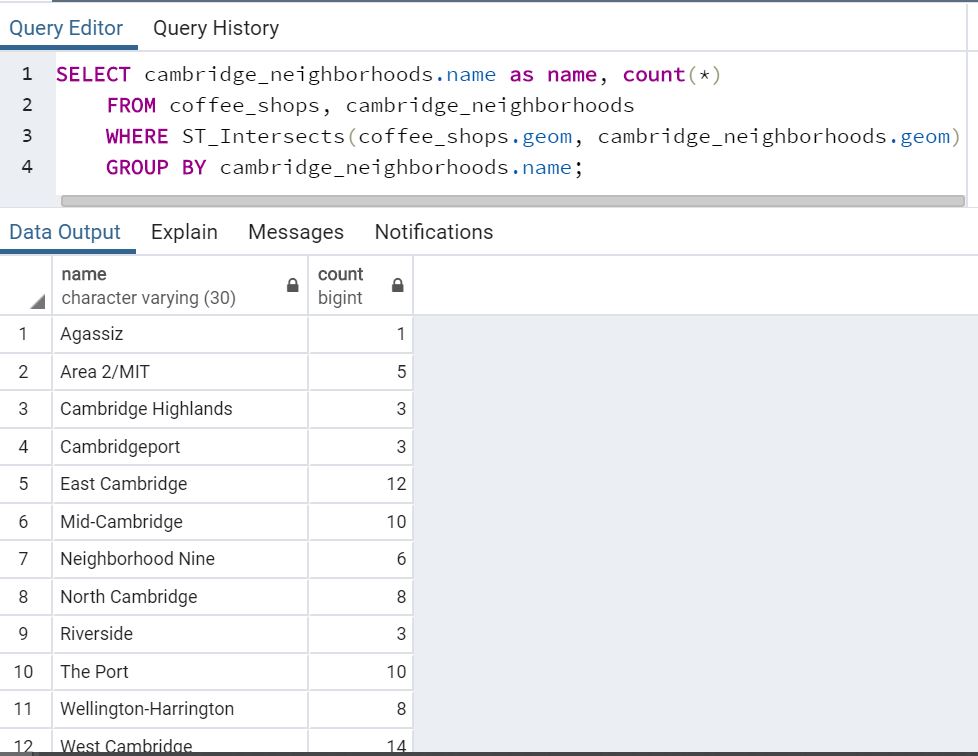 Query Editor Query History
1 SELECT cambridge_neighborhoods.name as name, count(*)
2 FROM coffee_shops, cambridge_neighborhoods
3 WHERE ST_Intersects(coffee_shops.geom, cambridge_neighborhoods.geom)
4 GROUP BY cambridge_neighborhoods.name;
Data Output Explain Messages Notifications
name count
character varying (30) bigint
1 Agassiz 1
2 Area 2/MIT 5
3 Cambridge Highlands 3
4 Cambridgeport 3
5 East Cambridge 12
6 Mid-Cambridge 10
7 Neighborhood Nine 6
8 North Cambridge 8
9 Riverside 3
10 The Port 10
11 Wellington-Harrington 8
12 West Cambridge 14